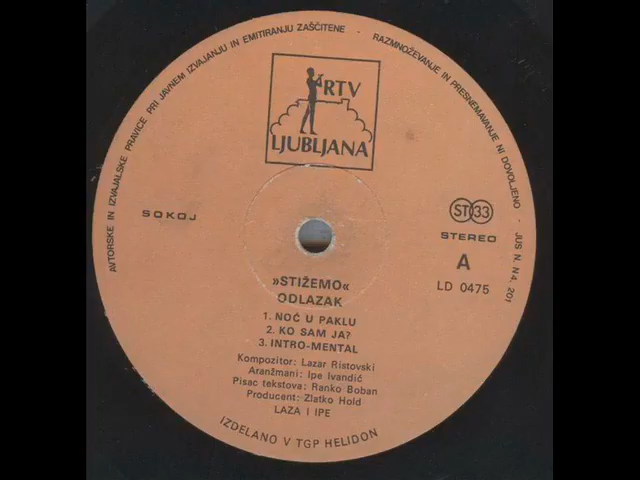 AVTORSKE IN IZVAJALSKE PRAVICE PRI JAVNEM IZVAJANJU IN EMITIRANJU ZAŠČITENE - RAZMNOŽEVANJE IN PRESNEMAVANJE NI DOVOLJENO - JUS N. N4. 201
RTV
LJUBLJANA
SOKOJ
ST 33
STEREO
A
LD 0475
»STIŽEMO«
ODLAZAK
1. NOĆ U PAKLU
2. KO SAM JA?
3. INTRO-MENTAL
Kompozitor: Lazar Ristovski
Aranžmani: Ipe Ivandić
Pisac tekstova: Ranko Boban
Producent: Zlatko Hold
LAZA I IPE
IZDELANO V TGP HELIDON